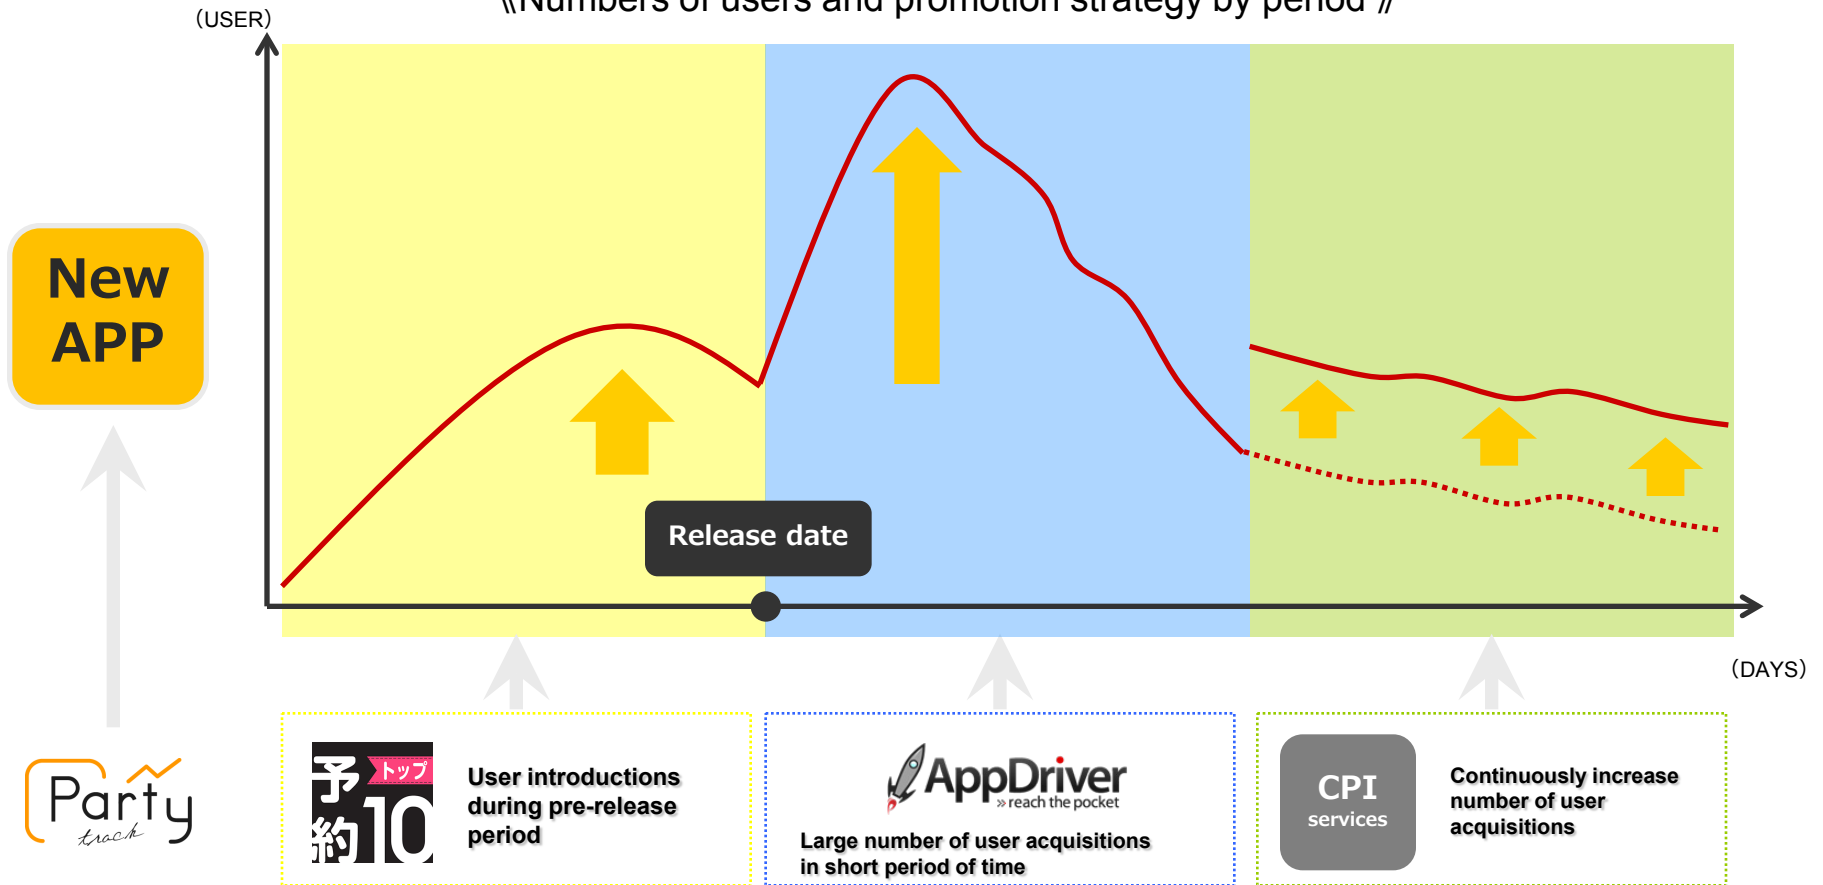 ⟪Numbers of users and promotion strategy by period⟫
(USER)
New
APP
Release date
(DAYS)
Party
track
予約
トップ
10
User introductions
during pre-release
period
AppDriver
»reach the pocket
Large number of user acquisitions
in short period of time
CPI
services
Continuously increase
number of user
acquisitions